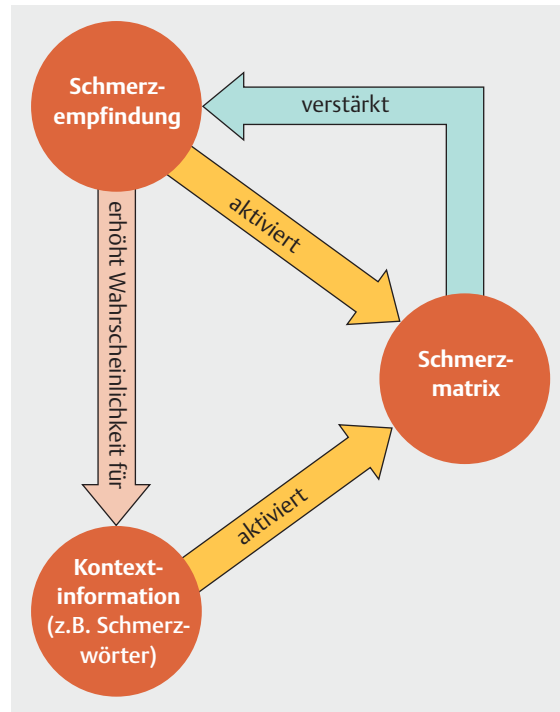 Schmerz-
empfindung
verstärkt
aktiviert
erhöht Wahrscheinlichkeit für
Schmerz-
matrix
aktiviert
Kontext-
information
(z.B. Schmerz-
wörter)